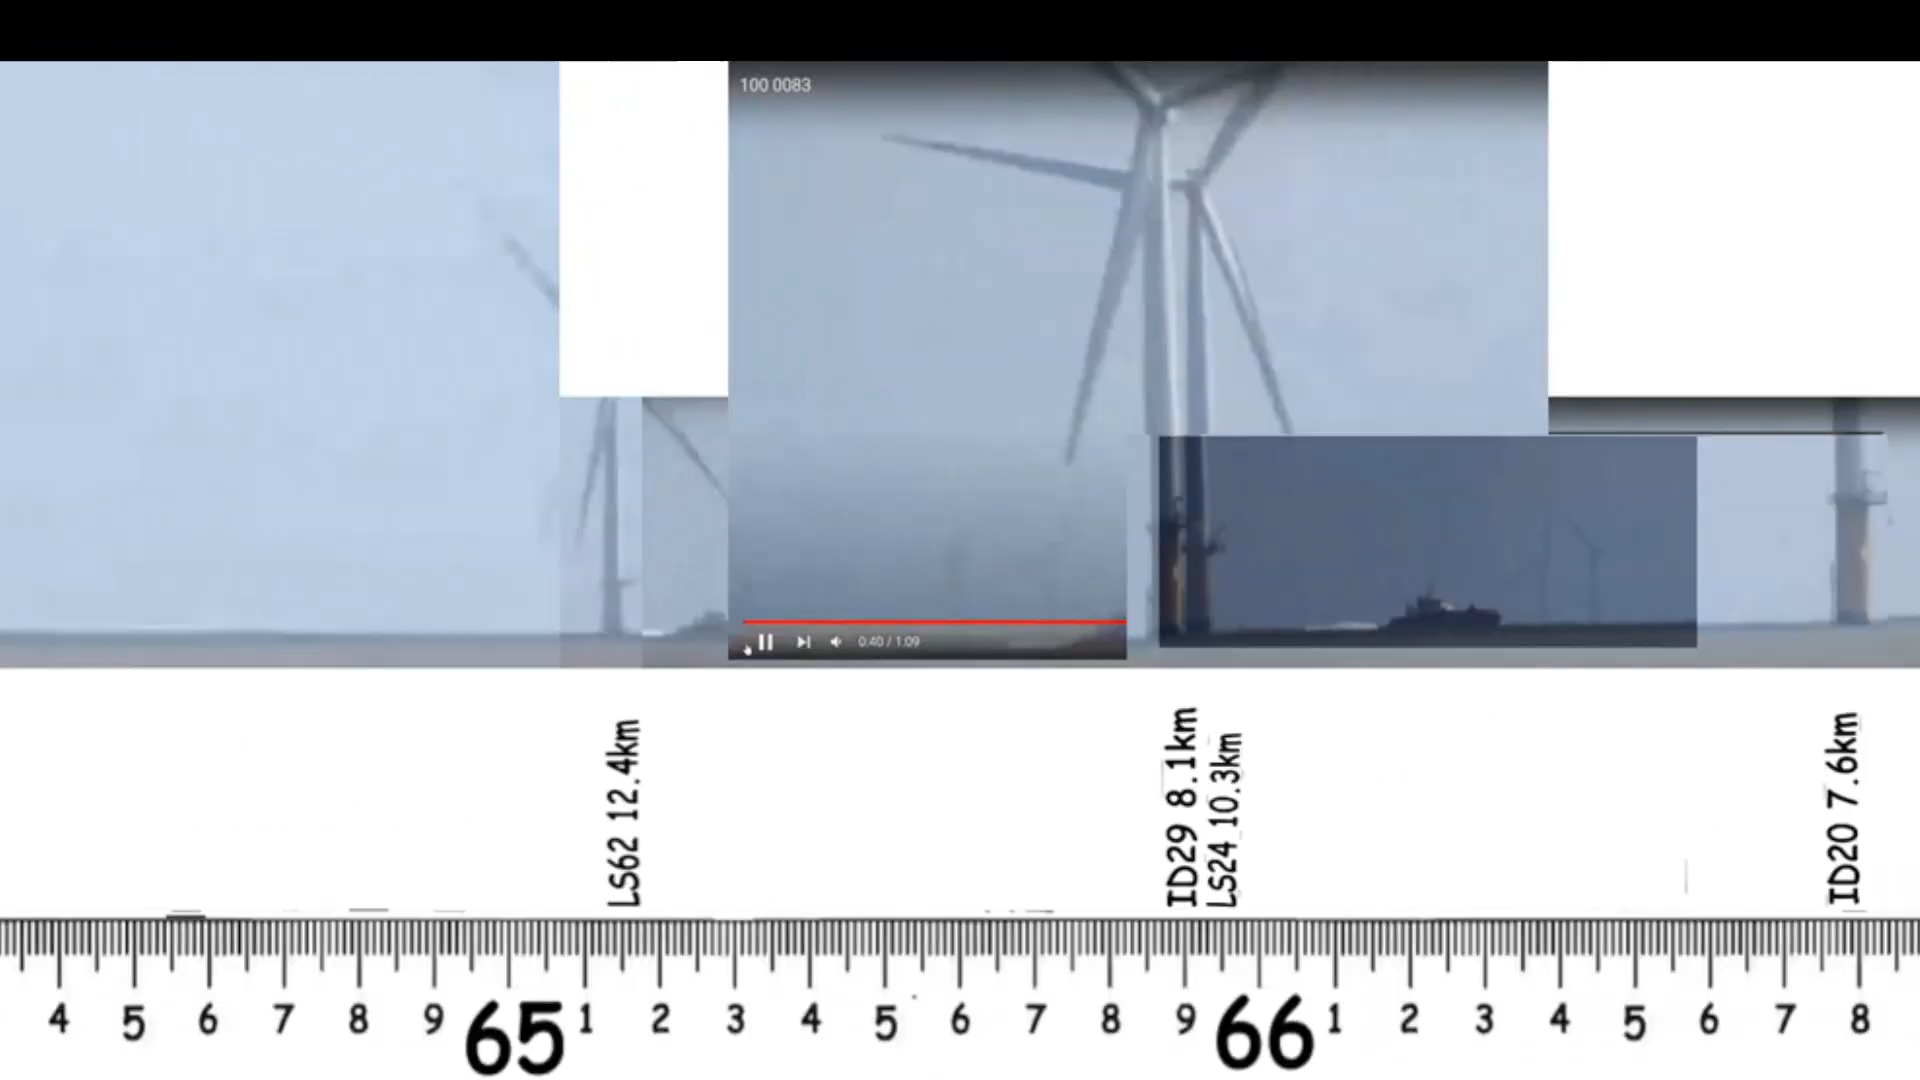 100 0083
0:40 / 1:09
LS62 12.4km
ID29 8.1km
LS24 10.3km
ID20 7.6km
4 5 6 7 8 9 65 1 2 3 4 5 6 7 8 9 66 1 2 3 4 5 6 7 8